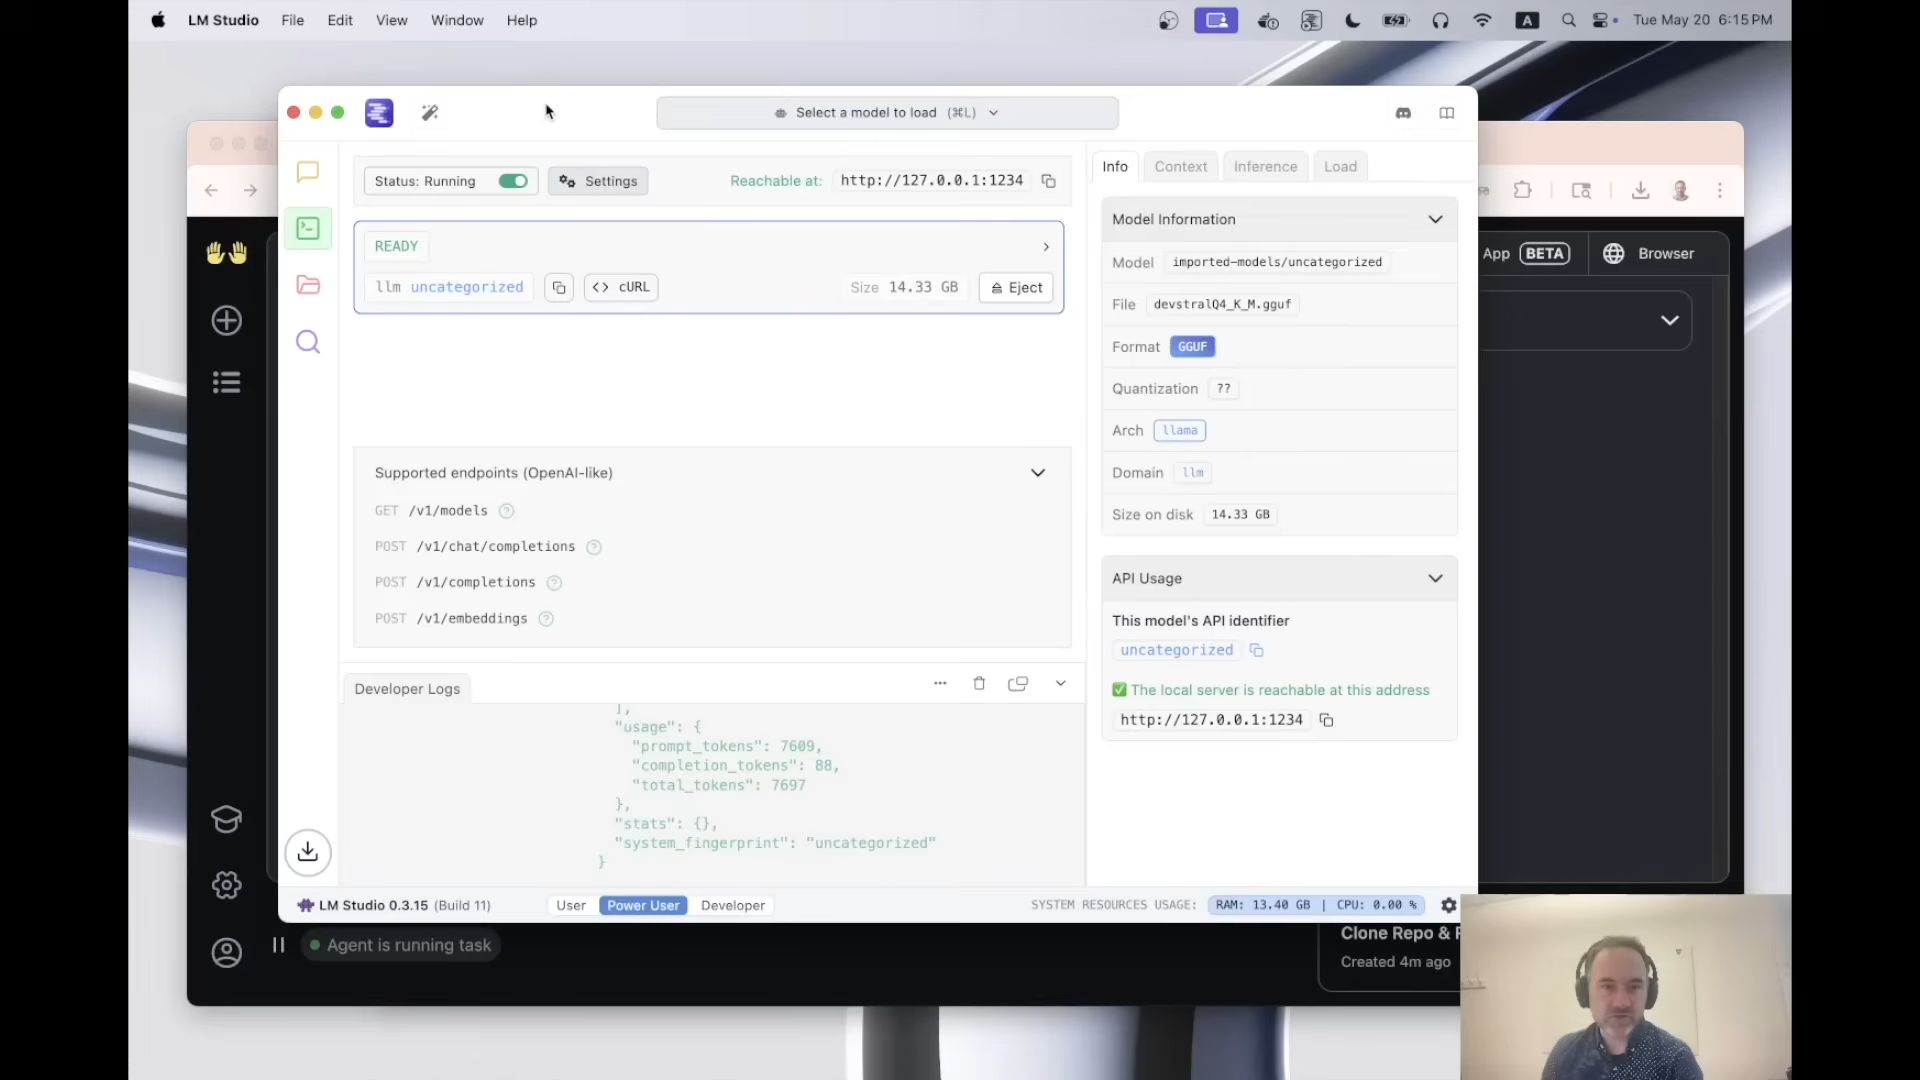 LM Studio File Edit View Window Help
A
Tue May 20 6:15 PM
Select a model to load (⌘L)
Status: Running
Settings
Reachable at: http://127.0.0.1:1234
READY
llm uncategorized
cURL
Size 14.33 GB
Eject
Supported endpoints (OpenAI-like)
GET /v1/models ?
POST /v1/chat/completions ?
POST /v1/completions ?
POST /v1/embeddings ?
Developer Logs
],
"usage": {
"prompt_tokens": 7609,
"completion_tokens": 88,
"total_tokens": 7697
},
"stats": {},
"system_fingerprint": "uncategorized"
}
Info Context Inference Load
Model Information
Model imported-models/uncategorized
File devstralQ4_K_M.gguf
Format GGUF
Quantization ??
Arch llama
Domain llm
Size on disk 14.33 GB
API Usage
This model's API identifier
uncategorized
✅ The local server is reachable at this address
http://127.0.0.1:1234
LM Studio 0.3.15 (Build 11)
User Power User Developer
SYSTEM RESOURCES USAGE: RAM: 13.40 GB | CPU: 0.00 %
App BETA
Browser
Agent is running task
Clone Repo &
Created 4m ago